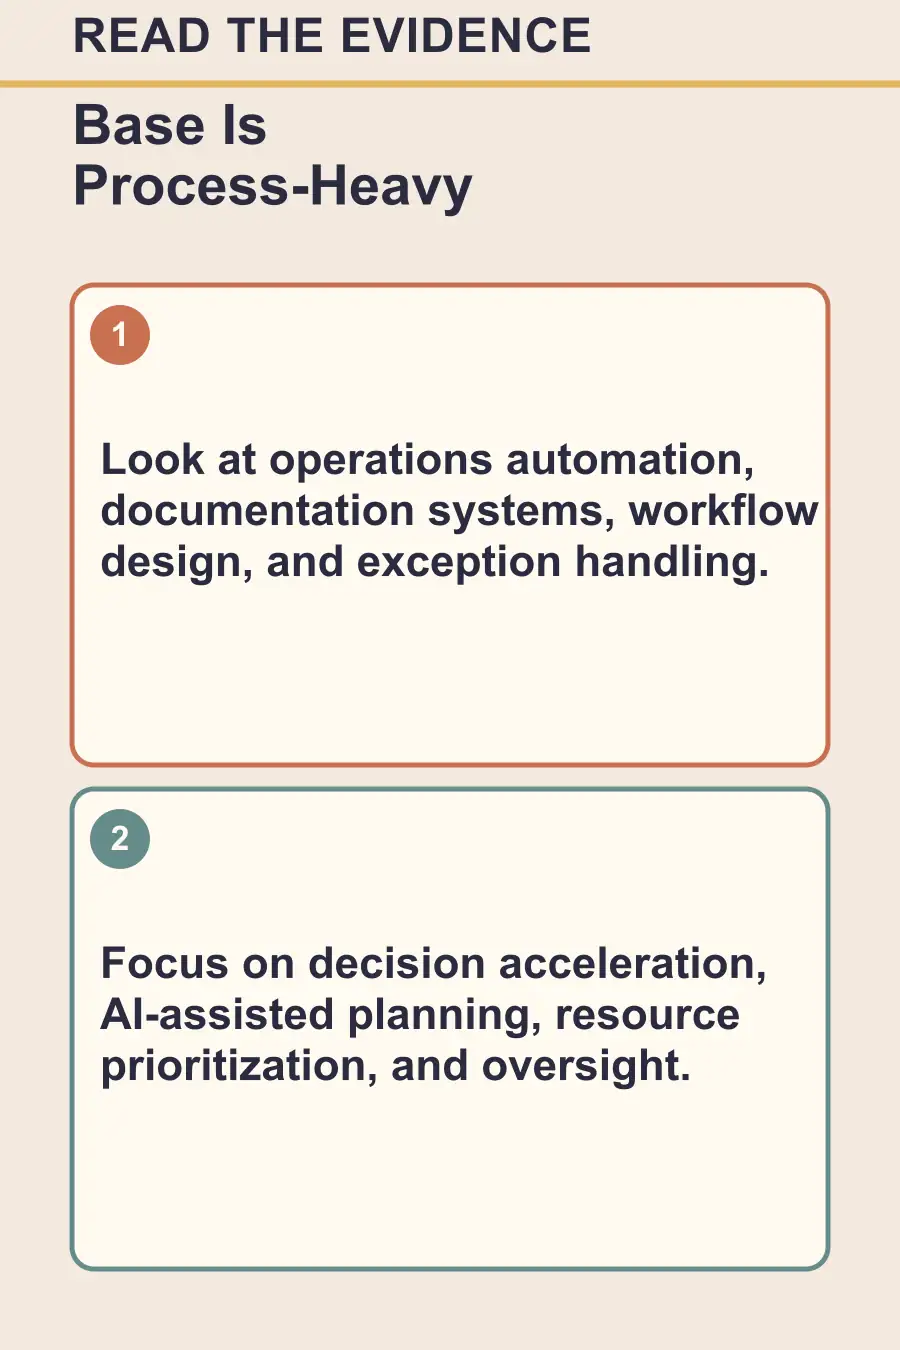 READ THE EVIDENCE
Base Is
Process-Heavy
1
Look at operations automation,
documentation systems, workflow
design, and exception handling.
2
Focus on decision acceleration,
AI-assisted planning, resource
prioritization, and oversight.